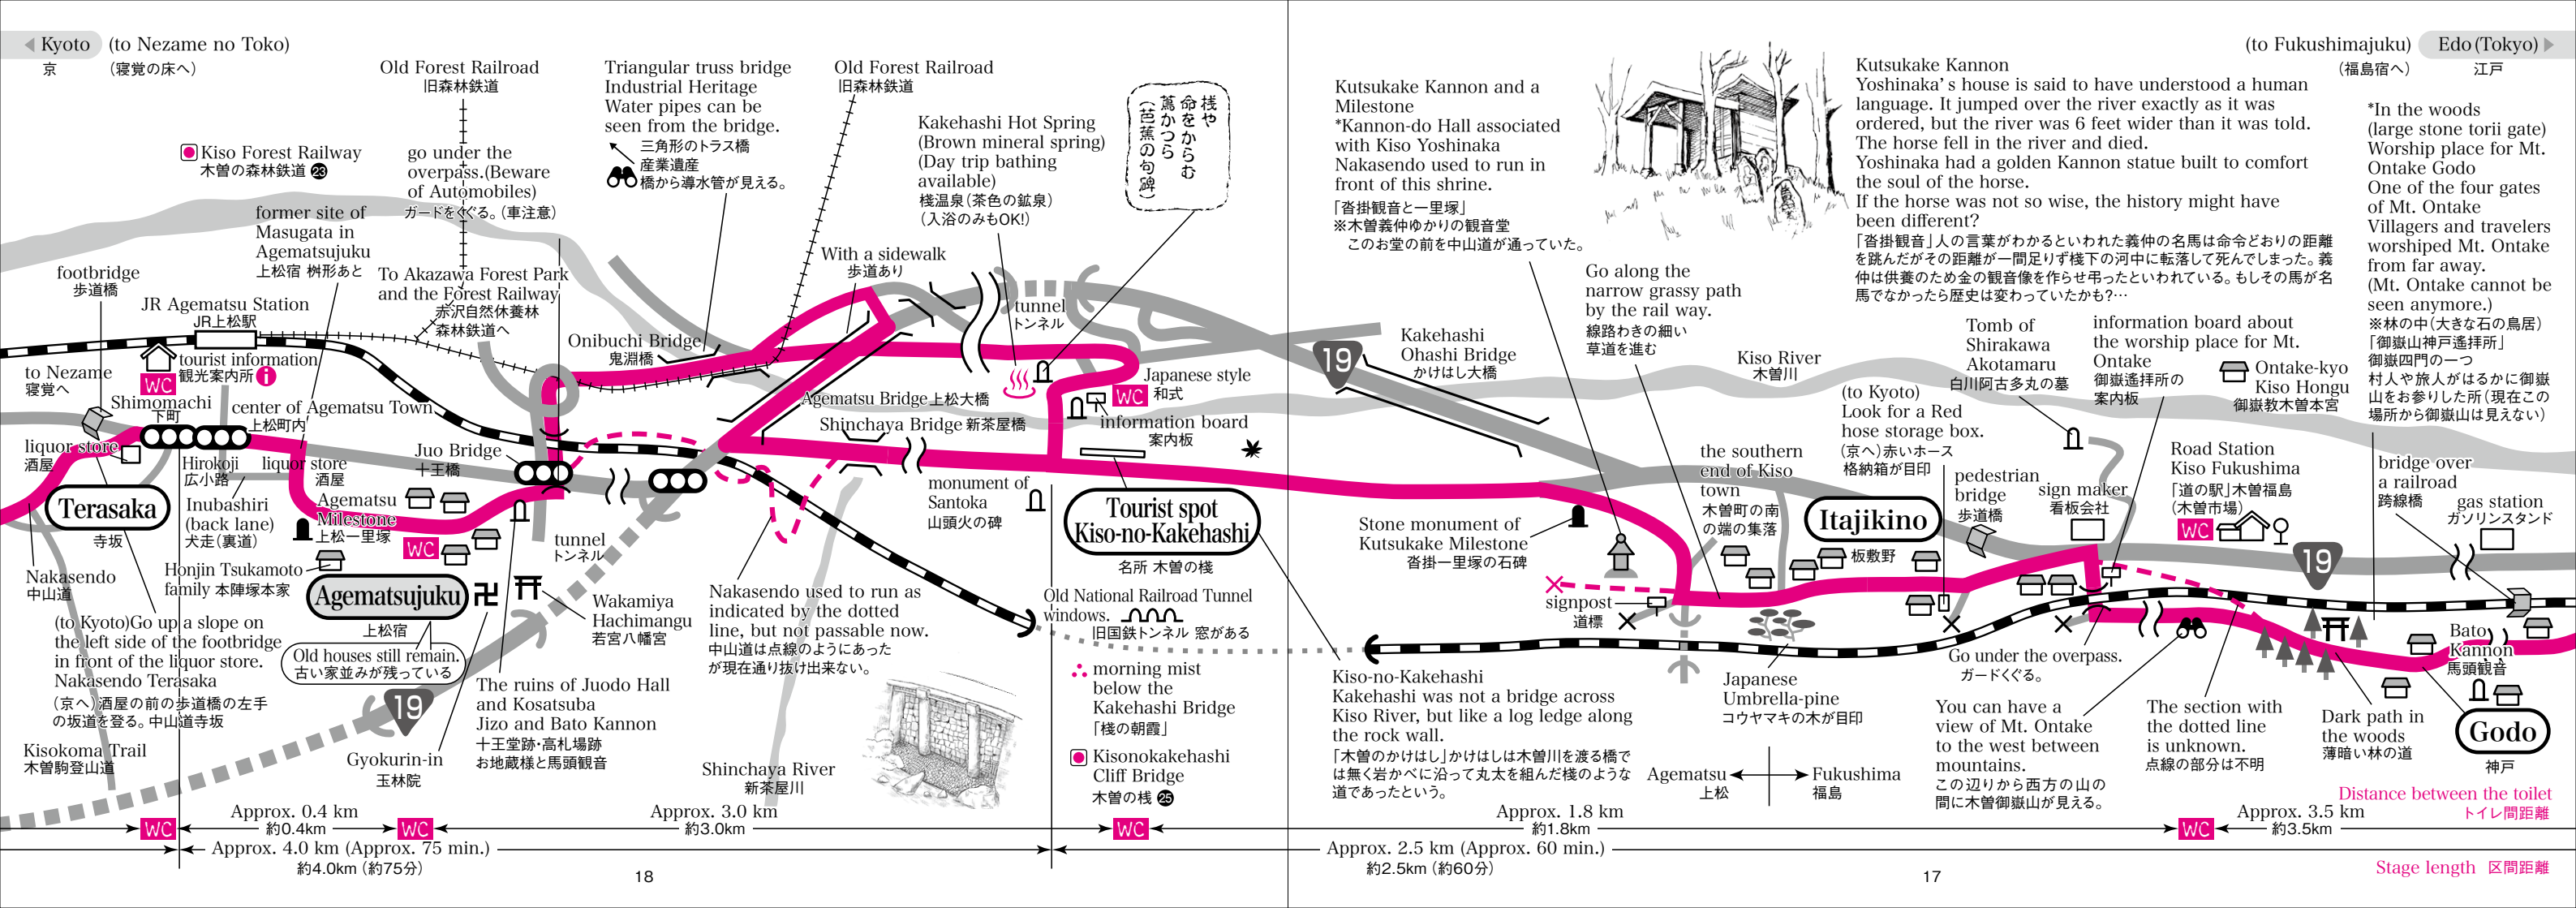 Kyoto
京
(to Nezame no Toko)
（寝覚の床へ）
Old Forest Railroad
旧森林鉄道
Kiso Forest Railway
木曽の森林鉄道 23
go under the
overpass.(Beware
of Automobiles)
ガードをくぐる。（車注意）
former site of
Masugata in
Agematsujuku
上松宿 桝形あと
footbridge
歩道橋
JR Agematsu Station
JR上松駅
To Akazawa Forest Park
and the Forest Railway
赤沢自然休養林
森林鉄道へ
tourist information
観光案内所 i
WC
to Nezame
寝覚へ
Shimomachi
下町
center of Agematsu Town
上松町内
liquor store
酒屋
Hirokoji
広小路
liquor store
酒屋
Juo Bridge
十王橋
Terasaka
寺坂
Inubashiri
(back lane)
犬走（裏道）
Agematsu
Milestone
上松一里塚
WC
tunnel
トンネル
Nakasendo
中山道
Honjin Tsukamoto
family 本陣塚本家
Agematsujuku
上松宿
Old houses still remain.
古い家並みが残っている
(to Kyoto)Go up a slope on
the left side of the footbridge
in front of the liquor store.
Nakasendo Terasaka
（京へ）酒屋の前の歩道橋の左手
の坂道を登る。中山道寺坂
Kisokoma Trail
木曽駒登山道
19
Gyokurin-in
玉林院
The ruins of Juodo Hall
and Kosatsuba
Jizo and Bato Kannon
十王堂跡・高札場跡
お地蔵様と馬頭観音
Wakamiya
Hachimangu
若宮八幡宮
Triangular truss bridge
Industrial Heritage
Water pipes can be
seen from the bridge.
三角形のトラス橋
産業遺産
橋から導水管が見える。
Old Forest Railroad
旧森林鉄道
Kakehashi Hot Spring
(Brown mineral spring)
(Day trip bathing
available)
棧温泉（茶色の鉱泉）
（入浴のみもOK!）
桟や
命をからむ
蔦かつら
（芭蕉の句碑）
With a sidewalk
歩道あり
tunnel
トンネル
Onibuchi Bridge
鬼淵橋
Agematsu Bridge 上松大橋
Shinchaya Bridge 新茶屋橋
WC
Japanese style
和式
information board
案内板
monument of
Santoka
山頭火の碑
Tourist spot
Kiso-no-Kakehashi
名所 木曽の棧
Nakasendo used to run as
indicated by the dotted
line, but not passable now.
中山道は点線のようにあった
が現在通り抜け出来ない。
Shinchaya River
新茶屋川
Old National Railroad Tunnel
windows.
旧国鉄トンネル 窓がある
morning mist
below the
Kakehashi Bridge
「棧の朝霞」
Kisonokakehashi
Cliff Bridge
木曽の桟 25
Approx. 0.4 km
約0.4km
Approx. 3.0 km
約3.0km
WC
WC
WC
Approx. 4.0 km (Approx. 75 min.)
約4.0km（約75分）
18
Edo (Tokyo)
江戸
(to Fukushimajuku)
（福島宿へ）
Kutsukake Kannon and a
Milestone
*Kannon-do Hall associated
with Kiso Yoshinaka
Nakasendo used to run in
front of this shrine.
「沓掛観音と一里塚」
※木曽義仲ゆかりの観音堂
このお堂の前を中山道が通っていた。
Kutsukake Kannon
Yoshinaka's house is said to have understood a human
language. It jumped over the river exactly as it was
ordered, but the river was 6 feet wider than it was told.
The horse fell in the river and died.
Yoshinaka had a golden Kannon statue built to comfort
the soul of the horse.
If the horse was not so wise, the history might have
been different?
「沓掛観音」人の言葉がわかるといわれた義仲の名馬は命令どおりの距離
を跳んだがその距離が一間足りず棧下の河中に転落して死んでしまった。義
仲は供養のため金の観音像を作らせ弔ったといわれている。もしその馬が名
馬でなかったら歴史は変わっていたかも?…
*In the woods
(large stone torii gate)
Worship place for Mt.
Ontake Godo
One of the four gates
of Mt. Ontake
Villagers and travelers
worshiped Mt. Ontake
from far away.
(Mt. Ontake cannot be
seen anymore.)
※林の中（大きな石の鳥居）
「御嶽山神戸遙拝所」
御嶽四門の一つ
村人や旅人がはるかに御嶽
山をお参りした所（現在この
場所から御嶽山は見えない）
Go along the
narrow grassy path
by the rail way.
線路わきの細い
草道を進む
19
Kakehashi
Ohashi Bridge
かけはし大橋
Kiso River
木曽川
Tomb of
Shirakawa
Akotamaru
白川阿古多丸の墓
information board about
the worship place for Mt.
Ontake
御嶽遙拝所の
案内板
Ontake-kyo
Kiso Hongu
御嶽教木曽本宮
(to Kyoto)
Look for a Red
hose storage box.
（京へ）赤いホース
格納箱が目印
the southern
end of Kiso
town
木曽町の南
の端の集落
Itajikino
板敷野
pedestrian
bridge
歩道橋
sign maker
看板会社
Road Station
Kiso Fukushima
「道の駅」木曽福島
（木曽市場）
WC
bridge over
a railroad
跨線橋
gas station
ガソリンスタンド
19
Stone monument of
Kutsukake Milestone
沓掛一里塚の石碑
signpost
道標
Kiso-no-Kakehashi
Kakehashi was not a bridge across
Kiso River, but like a log ledge along
the rock wall.
「木曽のかけはし」かけはしは木曽川を渡る橋で
は無く岩かべに沿って丸太を組んだ棧のような
道であったという。
Japanese
Umbrella-pine
コウヤマキの木が目印
Agematsu
上松
Fukushima
福島
Go under the overpass.
ガードくぐる。
You can have a
view of Mt. Ontake
to the west between
mountains.
この辺りから西方の山の
間に木曽御嶽山が見える。
The section with
the dotted line
is unknown.
点線の部分は不明
Dark path in
the woods
薄暗い林の道
Bato
Kannon
馬頭観音
Godo
神戸
Distance between the toilet
トイレ間距離
Approx. 1.8 km
約1.8km
WC
Approx. 3.5 km
約3.5km
Approx. 2.5 km (Approx. 60 min.)
約2.5km（約60分）
Stage length 区間距離
17